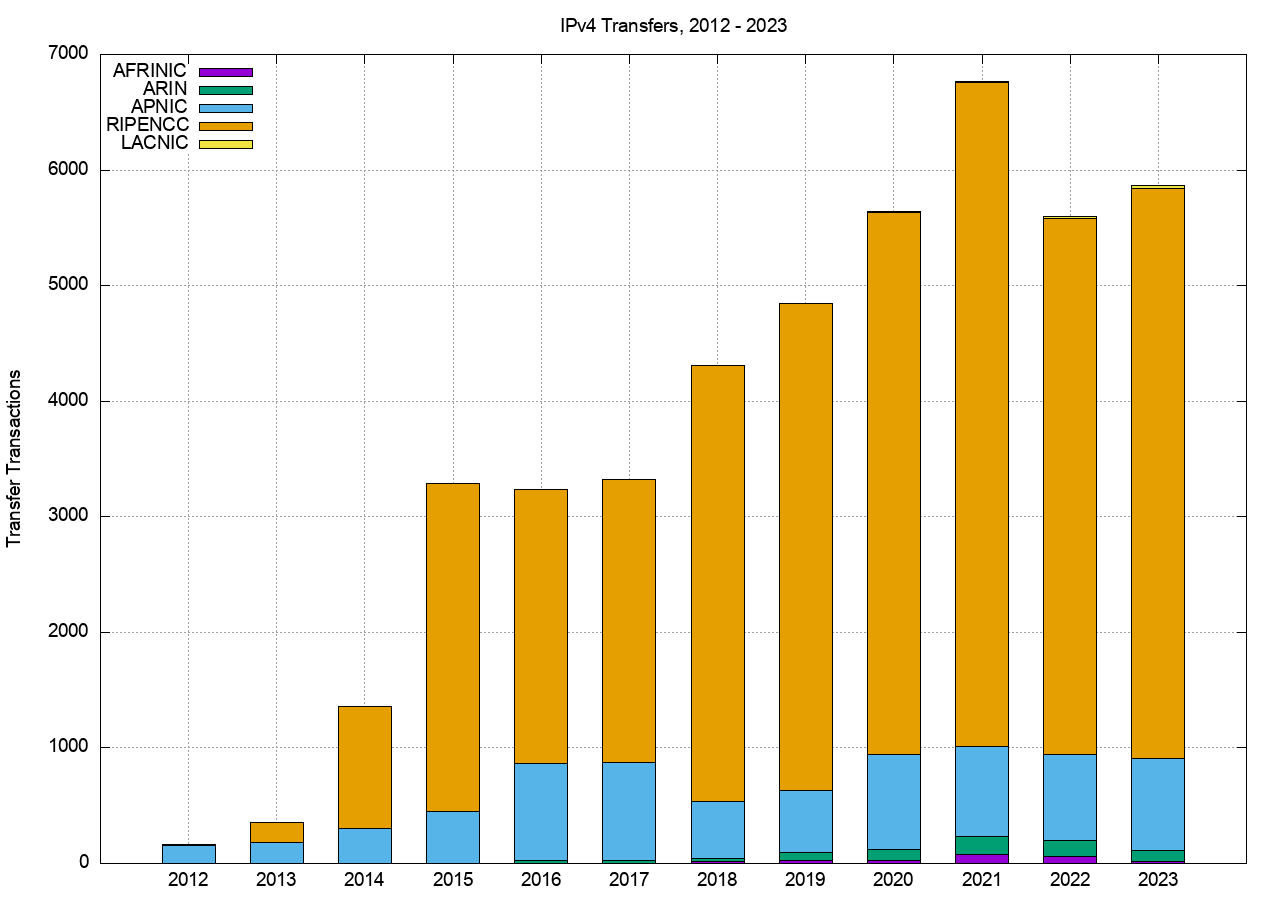 IPv4 Transfers, 2012 - 2023
7000
6000
5000
4000
3000
2000
1000
0
Transfer Transactions
AFRINIC
ARIN
APNIC
RIPENCC
LACNIC
2012 2013 2014 2015 2016 2017 2018 2019 2020 2021 2022 2023